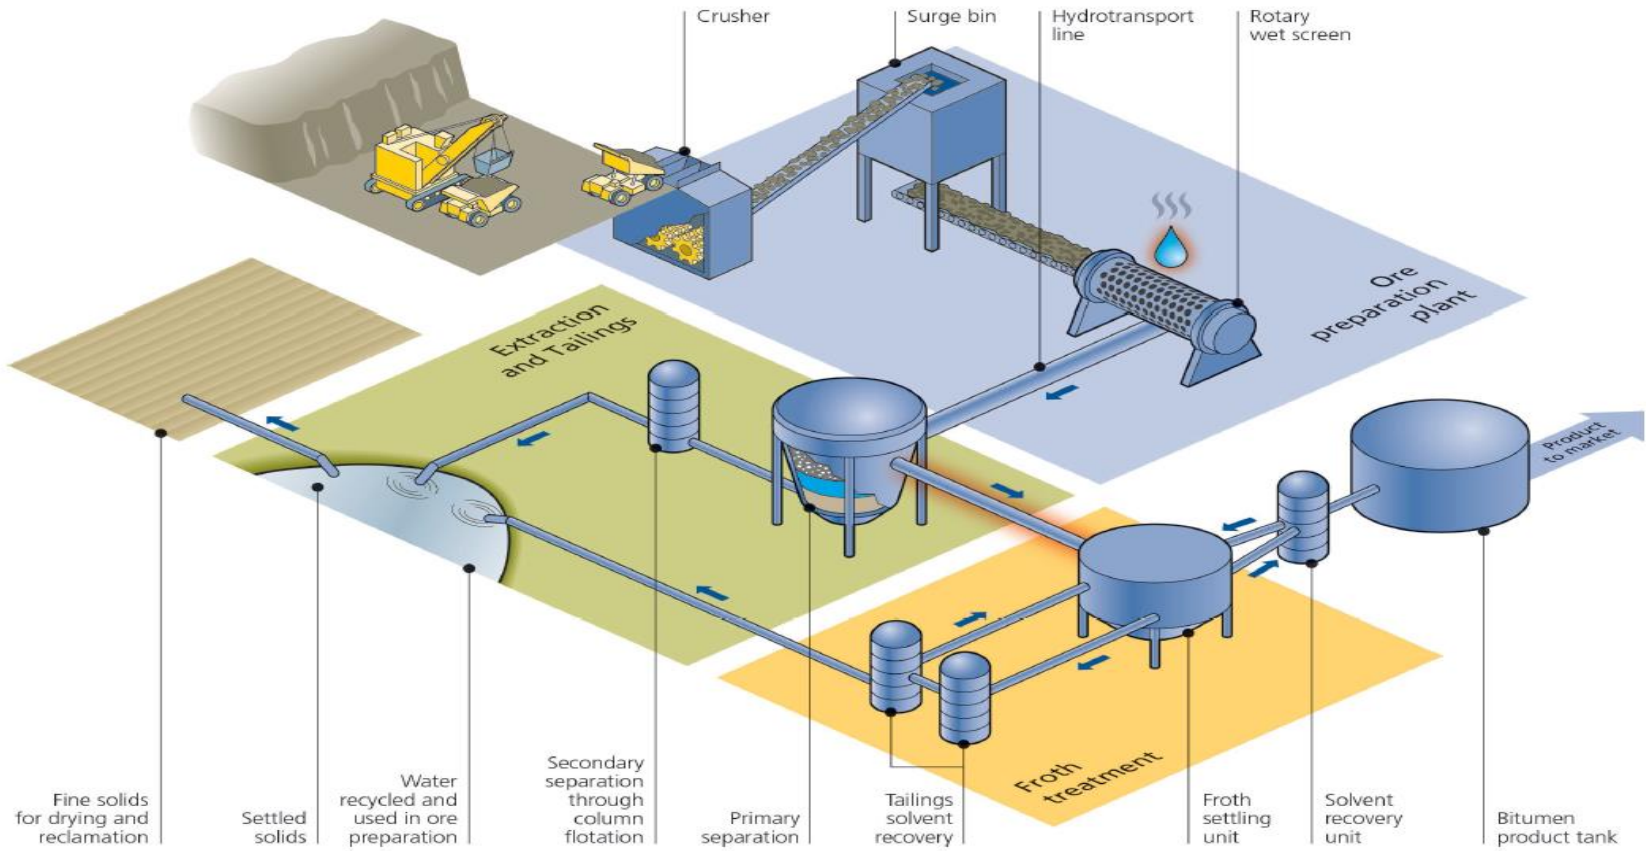 Crusher
Surge bin
Hydrotransport
line
Rotary
wet screen
Ore
preparation
plant
Extraction
and Tailings
Product
to market
Froth
treatment
Fine solids
for drying and
reclamation
Settled
solids
Water
recycled and
used in ore
preparation
Secondary
separation
through
column
flotation
Primary
separation
Tailings
solvent
recovery
Froth
settling
unit
Solvent
recovery
unit
Bitumen
product tank